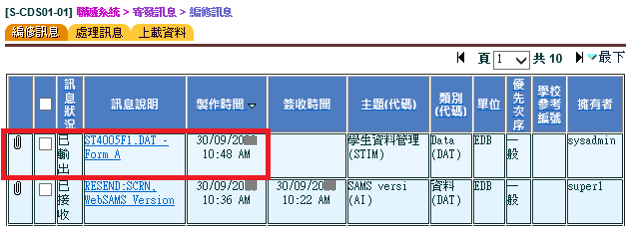 [S-CDS01-01] 聯遞系統 > 寄發訊息 > 編修訊息
編修訊息 處理訊息 上載資料
頁 1 共 10 最下
訊息狀況 訊息說明 製作時間 簽收時間 主題(代碼) 類別(代碼) 單位 優先次序 學校參考編號 擁有者
已輸出 ST4005F1.DAT - Form A 30/09/20 10:48 AM 學生資料管理 (STIM) Data (DAT) EDB 一般 sysadmin
已接收 RESEND:SCRN, WebSAMS Version 30/09/20 10:36 AM 30/09/20 10:22 AM SAMS versi (AI) 資料 (DAT) EDB 一般 super1